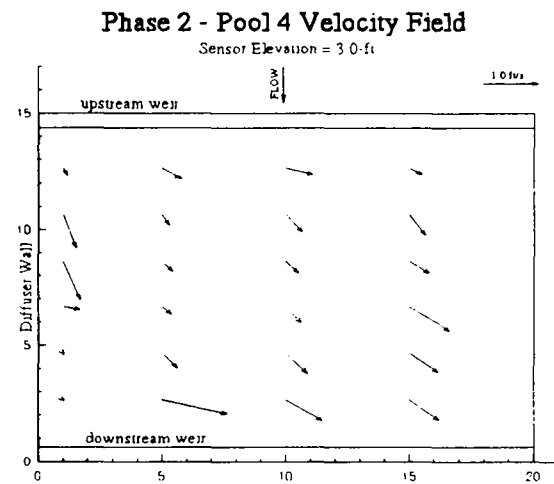 Phase 2 - Pool 4 Velocity Field
Sensor Elevation = 3.0-ft
FLOW
1.0 ft/s
upstream weir
15
10
5
0
Diffuser Wall
downstream weir
0 5 10 15 20